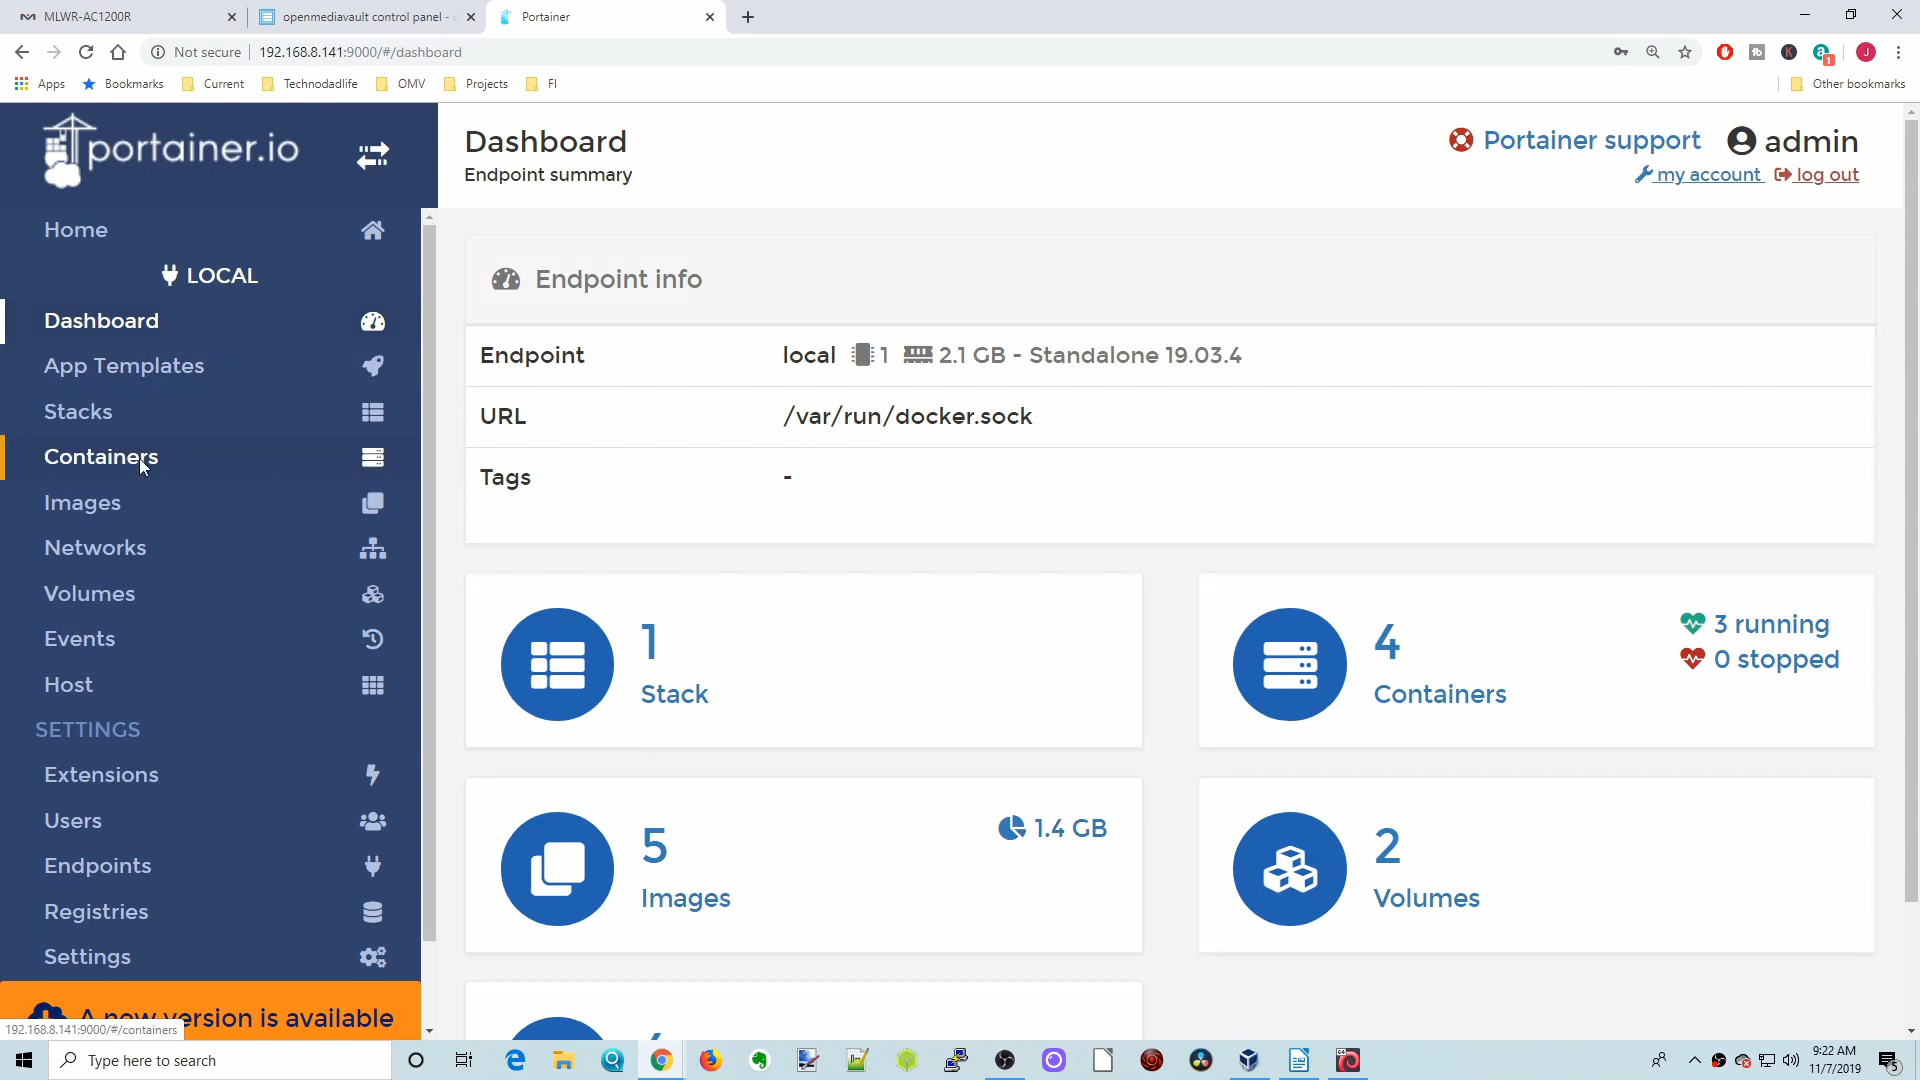 MLWR-AC1200R
openmediavault control panel -
Portainer
Not secure
192.168.8.141:9000/#/dashboard
Apps
Bookmarks
Current
Technodadlife
OMV
Projects
FI
Other bookmarks
portainer.io
Dashboard
Endpoint summary
Portainer support
admin
my account
log out
Home
LOCAL
Dashboard
App Templates
Stacks
Containers
Images
Networks
Volumes
Events
Host
SETTINGS
Extensions
Users
Endpoints
Registries
Settings
A new version is available
192.168.8.141:9000/#/containers
Endpoint info
Endpoint
local 1 2.1 GB - Standalone 19.03.4
URL
/var/run/docker.sock
Tags
-
1
Stack
4
Containers
3 running
0 stopped
5
Images
1.4 GB
2
Volumes
Type here to search
9:22 AM
11/7/2019
5